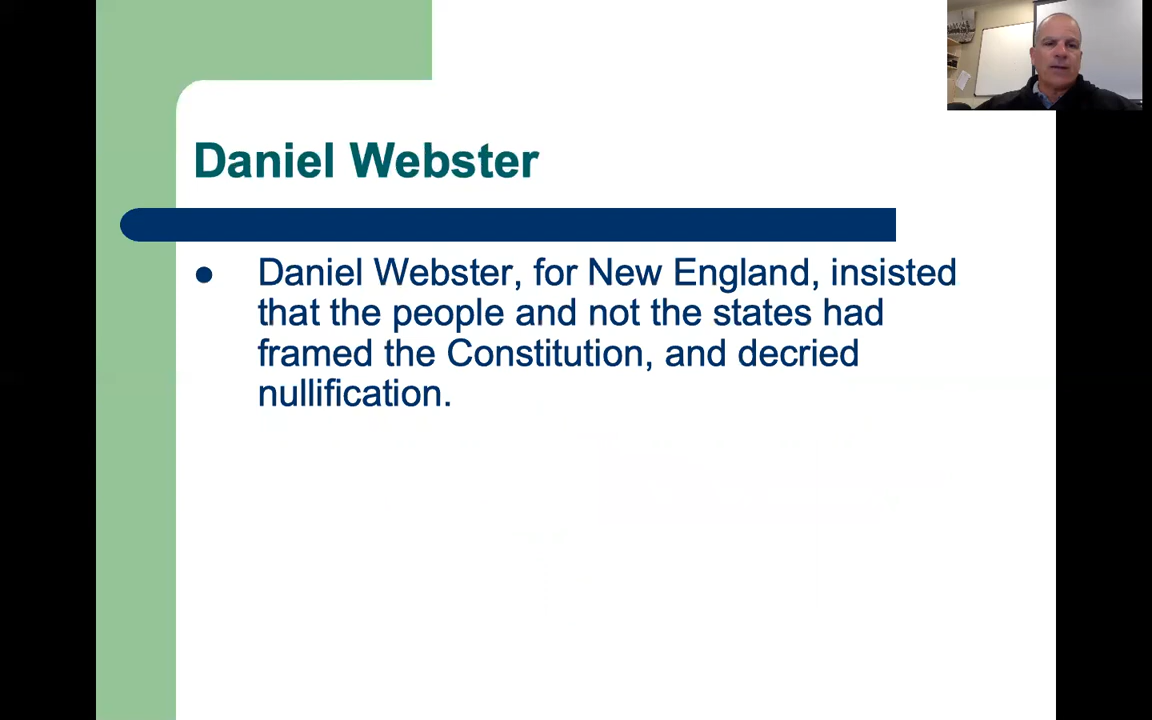 Daniel Webster
● Daniel Webster, for New England, insisted
that the people and not the states had
framed the Constitution, and decried
nullification.